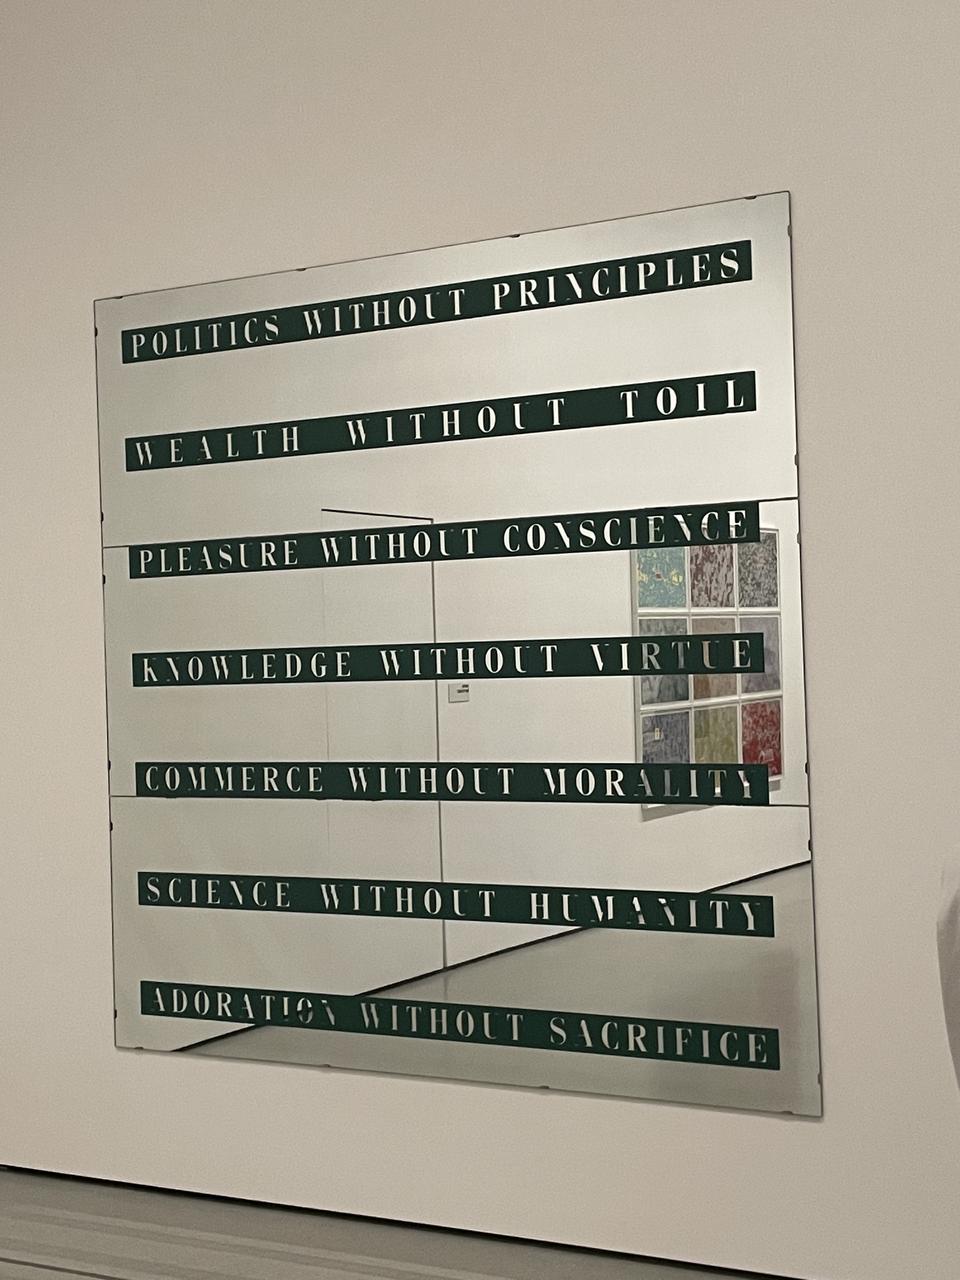 POLITICS WITHOUT PRINCIPLES
WEALTH WITHOUT TOIL
PLEASURE WITHOUT CONSCIENCE
KNOWLEDGE WITHOUT VIRTUE
COMMERCE WITHOUT MORALITY
SCIENCE WITHOUT HUMANITY
ADORATION WITHOUT SACRIFICE